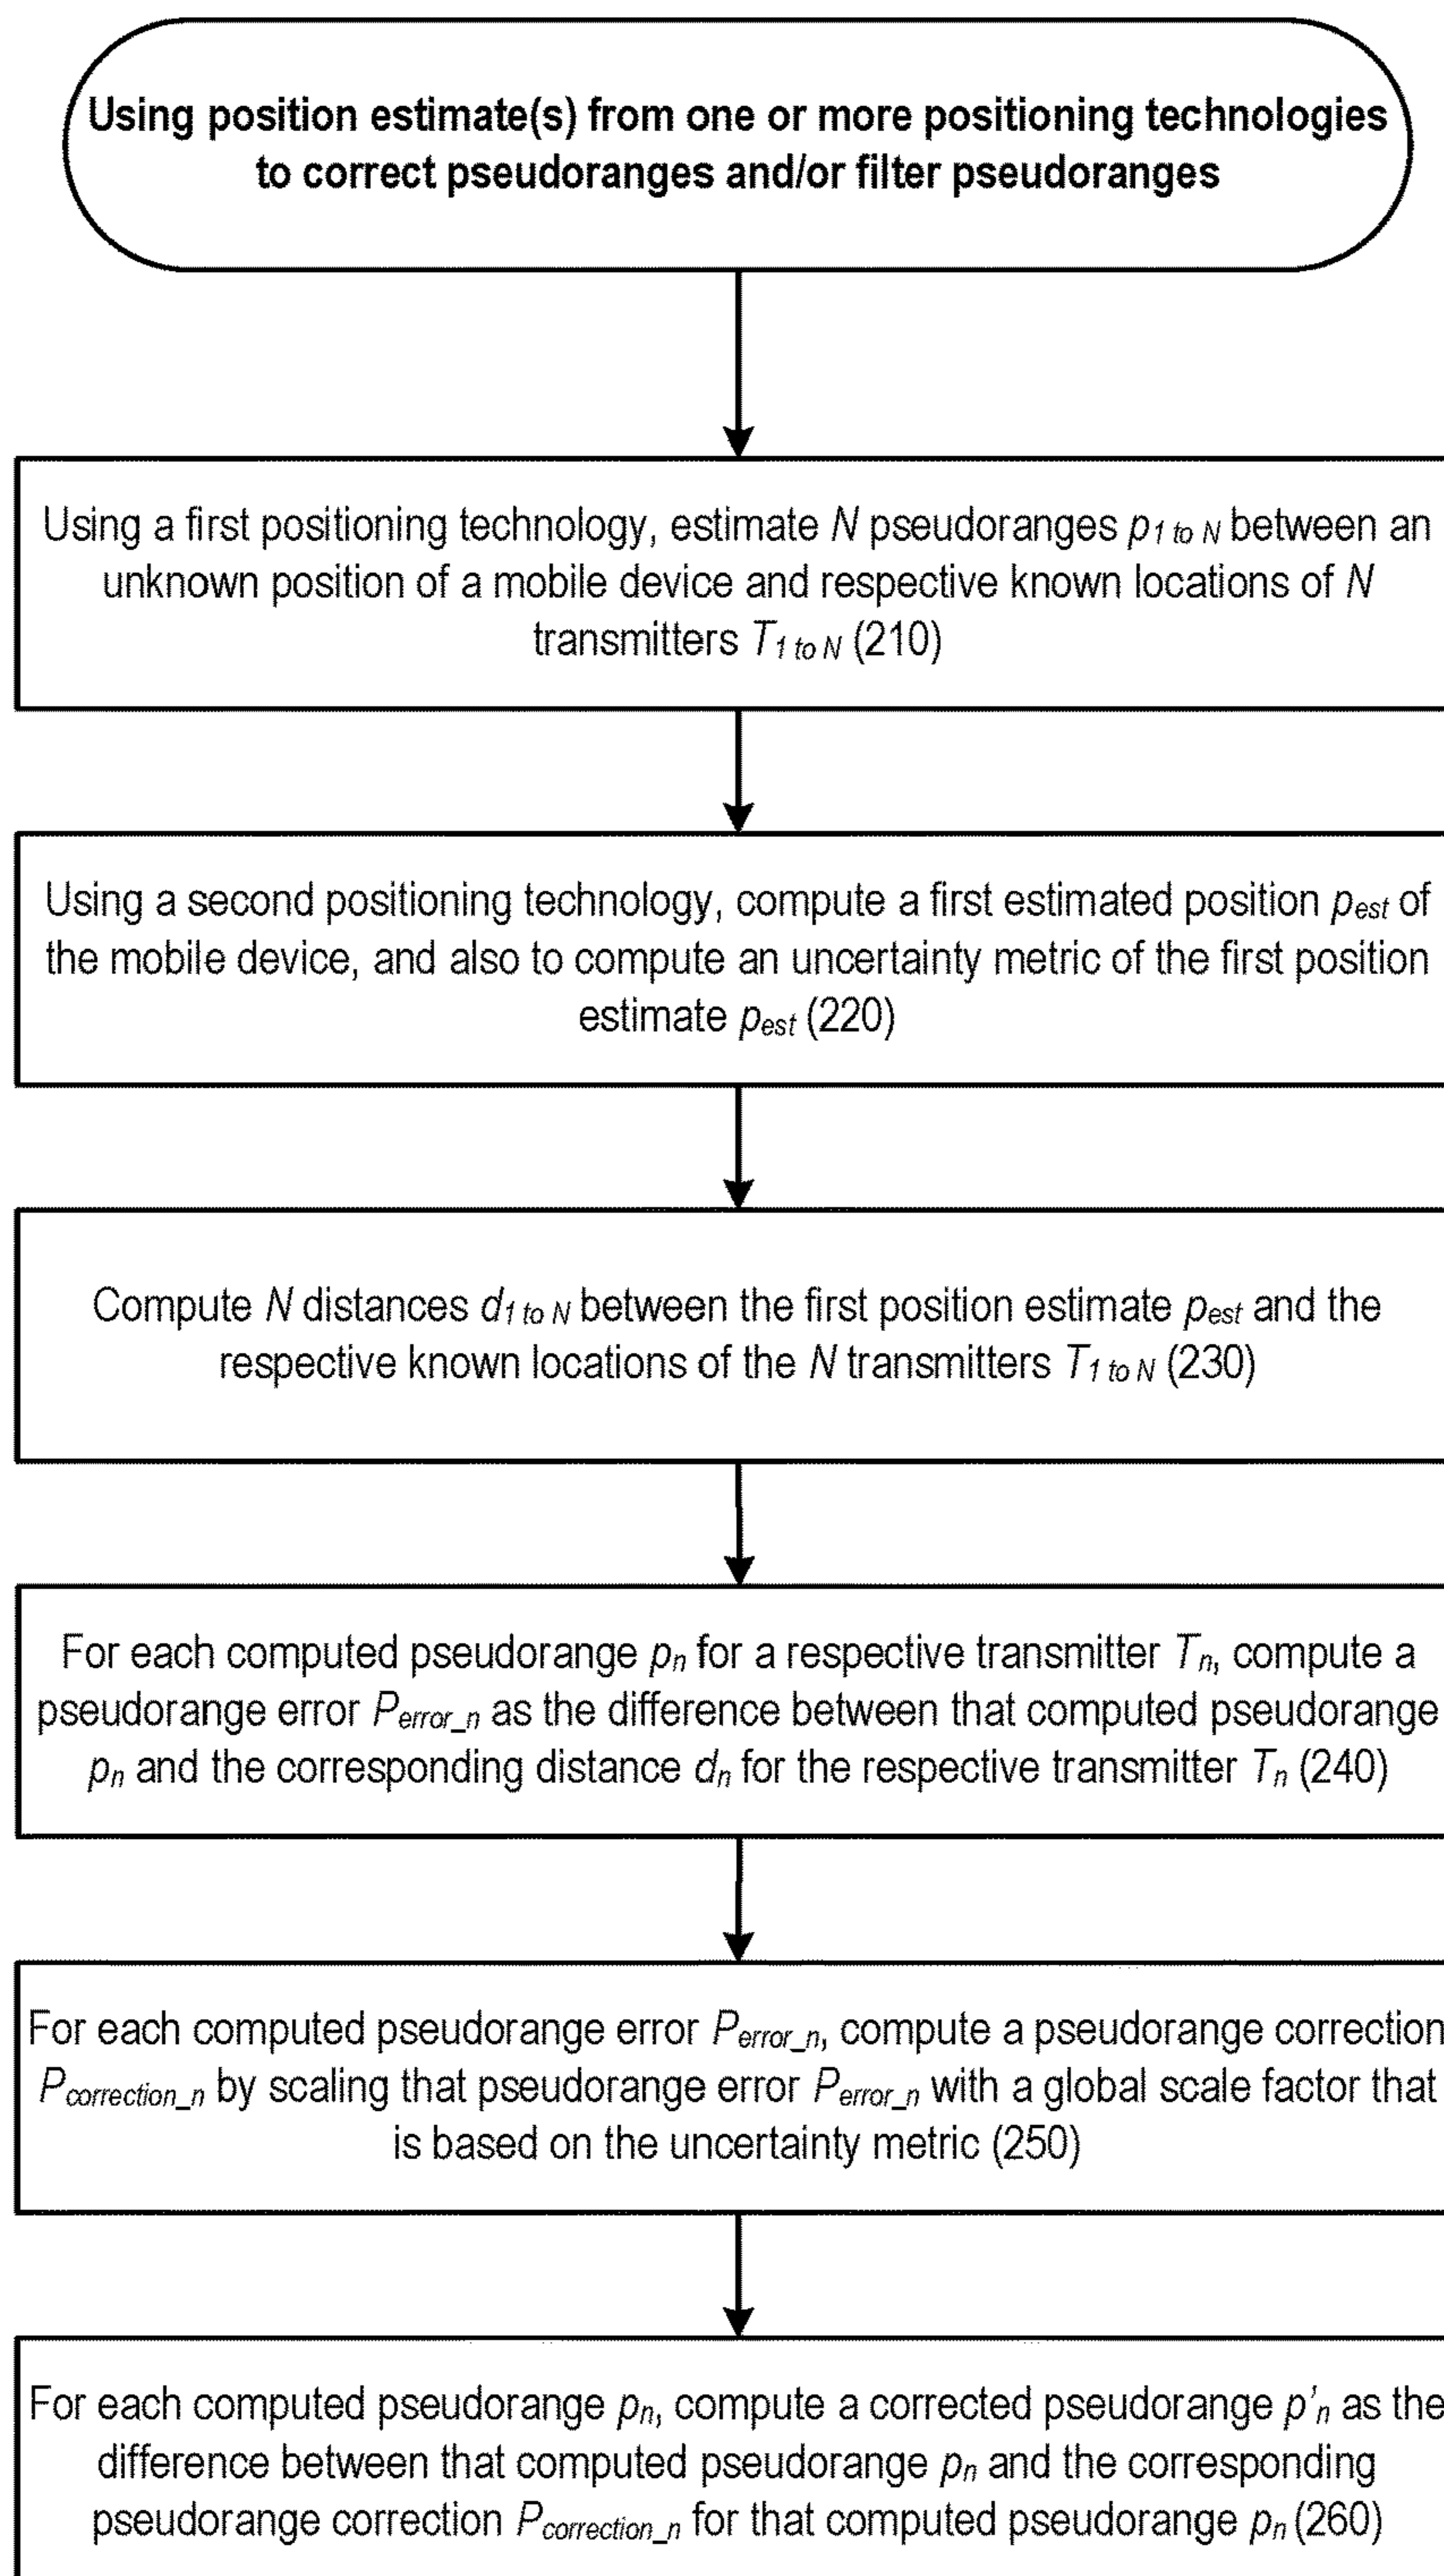 Using position estimate(s) from one or more positioning technologies
to correct pseudoranges and/or filter pseudoranges
Using a first positioning technology, estimate N pseudoranges p1 to N between an
unknown position of a mobile device and respective known locations of N
transmitters T1 to N (210)
Using a second positioning technology, compute a first estimated position pest of
the mobile device, and also to compute an uncertainty metric of the first position
estimate pest (220)
Compute N distances d1 to N between the first position estimate pest and the
respective known locations of the N transmitters T1 to N (230)
For each computed pseudorange pn for a respective transmitter Tn, compute a
pseudorange error Perror_n as the difference between that computed pseudorange
pn and the corresponding distance dn for the respective transmitter Tn (240)
For each computed pseudorange error Perror_n, compute a pseudorange correction
Pcorrection_n by scaling that pseudorange error Perror_n with a global scale factor that
is based on the uncertainty metric (250)
For each computed pseudorange pn, compute a corrected pseudorange p’n as the
difference between that computed pseudorange pn and the corresponding
pseudorange correction Pcorrection_n for that computed pseudorange pn (260)